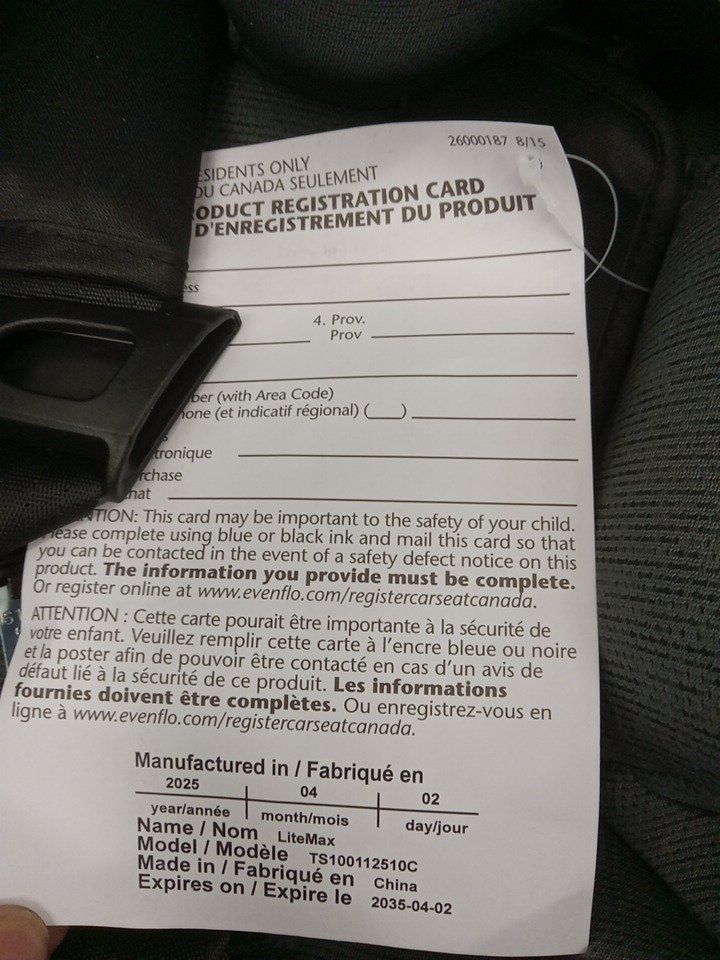 26000187 8/15
ESIDENTS ONLY
DU CANADA SEULEMENT
ODUCT REGISTRATION CARD
D'ENREGISTREMENT DU PRODUIT
ess
4. Prov.
Prov
ber (with Area Code)
hone (et indicatif régional) (___)
tronique
rchase
hat
NTION: This card may be important to the safety of your child.
lease complete using blue or black ink and mail this card so that
you can be contacted in the event of a safety defect notice on this
product. The information you provide must be complete.
Or register online at www.evenflo.com/registercarseatcanada.
ATTENTION : Cette carte pourait être importante à la sécurité de
votre enfant. Veuillez remplir cette carte à l'encre bleue ou noire
et la poster afin de pouvoir être contacté en cas d'un avis de
défaut lié à la sécurité de ce produit. Les informations
fournies doivent être complètes. Ou enregistrez-vous en
ligne à www.evenflo.com/registercarseatcanada.
Manufactured in / Fabriqué en
2025 04 02
year/année month/mois day/jour
Name / Nom LiteMax
Model / Modèle TS100112510C
Made in / Fabriqué en China
Expires on / Expire le 2035-04-02